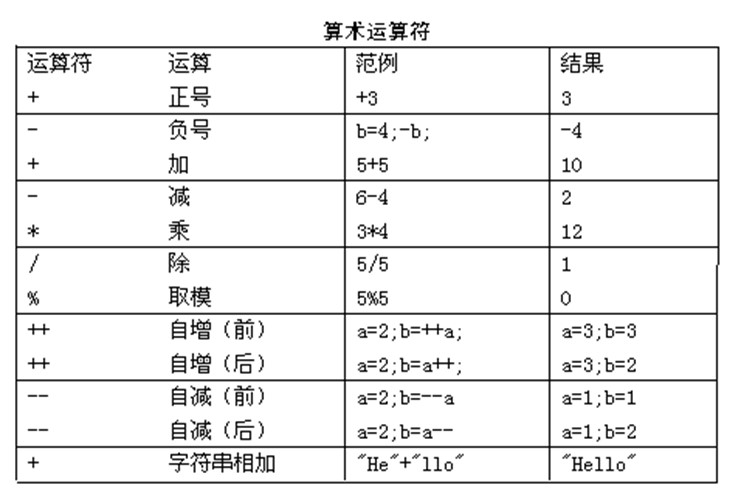 算术运算符
运算符 运算 范例 结果
+ 正号 +3 3
- 负号 b=4;-b; -4
+ 加 5+5 10
- 减 6-4 2
* 乘 3*4 12
/ 除 5/5 1
% 取模 5%5 0
++ 自增（前） a=2;b=++a; a=3;b=3
++ 自增（后） a=2;b=a++; a=3;b=2
-- 自减（前） a=2;b=--a a=1;b=1
-- 自减（后） a=2;b=a-- a=1;b=2
+ 字符串相加 "He"+"llo" "Hello"